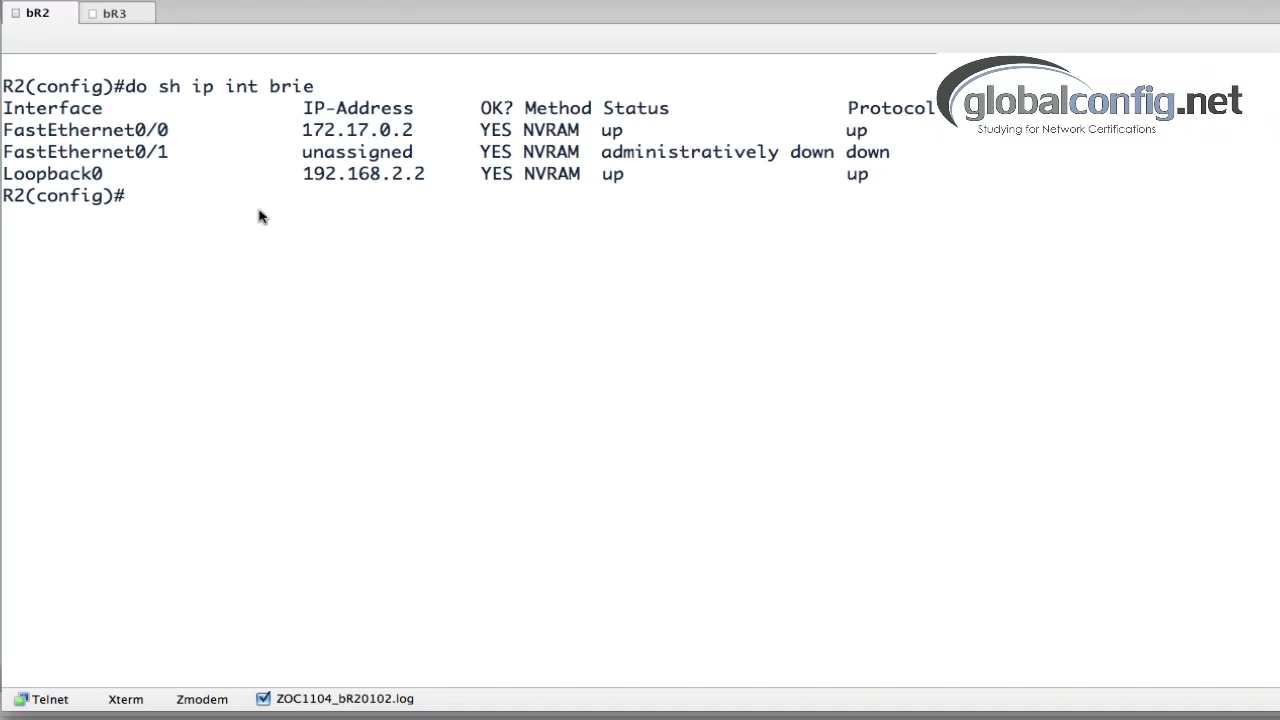 bR2 bR3
R2(config)#do sh ip int brie
Interface IP-Address OK? Method Status Protocol
FastEthernet0/0 172.17.0.2 YES NVRAM up up
FastEthernet0/1 unassigned YES NVRAM administratively down down
Loopback0 192.168.2.2 YES NVRAM up up
R2(config)#
globalconfig.net
Studying for Network Certifications
Telnet Xterm Zmodem ZOC1104_bR20102.log